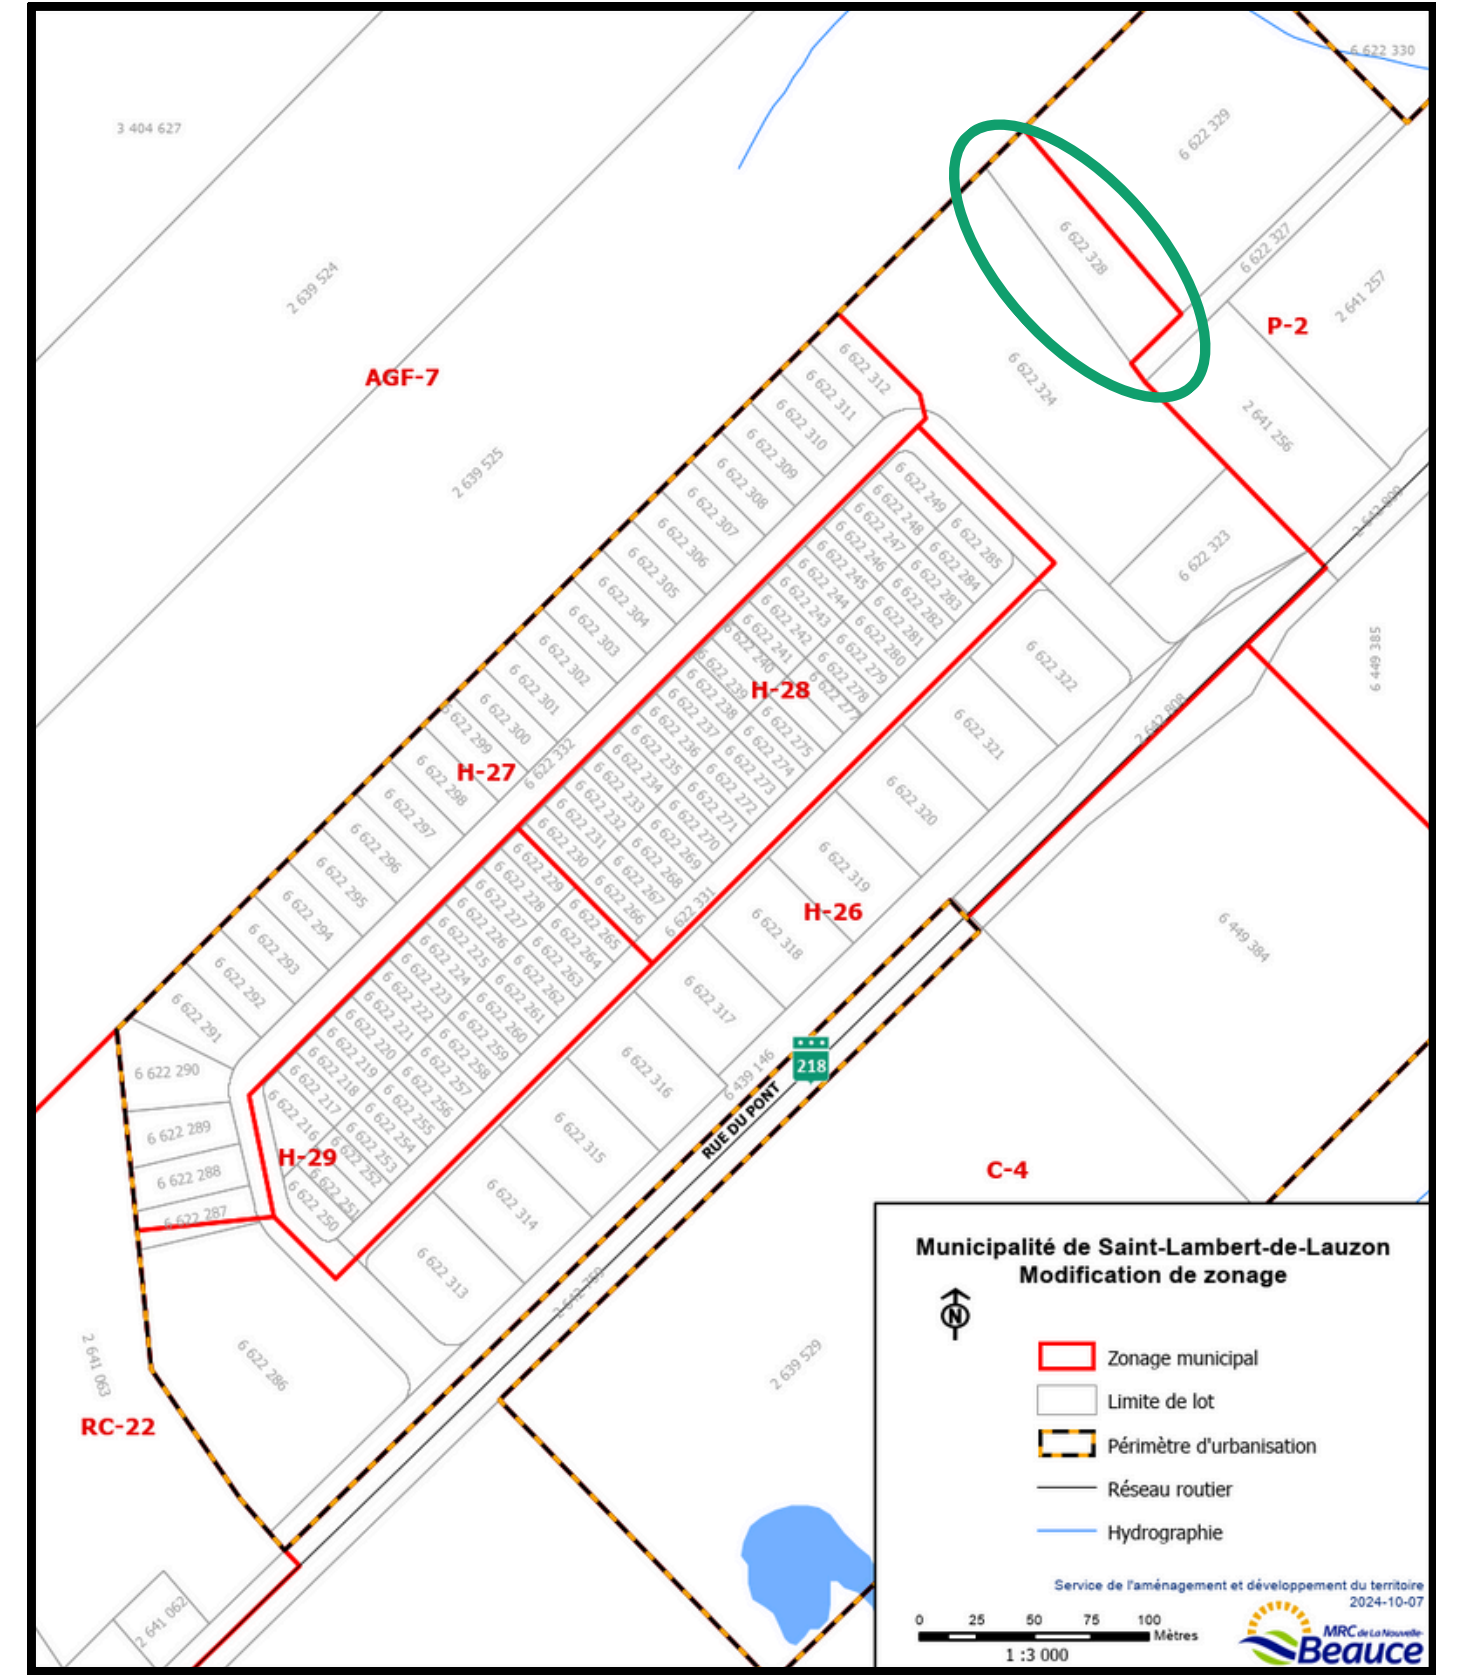 6 622 330
3 404 627
6 622 329
6 622 328
6 622 327
2 639 524
2 641 257
P-2
AGF-7
6 622 312
6 622 324
6 622 311
6 622 310
2 641 256
6 622 309
2 639 525
6 622 308
6 622 249
6 622 307
6 622 248
6 622 285
6 622 247
2 642 800
6 622 306
6 622 246
6 622 284
6 622 323
6 622 305
6 622 245
6 622 283
6 622 304
6 622 244
6 622 282
6 622 303
6 622 243
6 622 281
6 622 242
6 622 280
6 622 302
6 622 241
6 622 279
6 622 240
6 622 278
6 622 322
6 449 385
6 622 301
6 622 239
H-28
6 622 277
6 622 238
6 622 300
6 622 237
6 622 275
6 622 299
6 622 236
6 622 274
6 622 321
2 642 808
6 622 332
6 622 235
6 622 273
H-27
6 622 298
6 622 234
6 622 272
6 622 297
6 622 233
6 622 271
6 622 320
6 622 232
6 622 270
6 622 296
6 622 231
6 622 269
6 622 230
6 622 268
6 622 319
6 622 295
6 622 229
6 622 267
6 622 228
6 622 266
6 622 331
H-26
6 622 294
6 622 227
6 622 265
6 622 226
6 622 264
6 622 318
6 449 384
6 622 293
6 622 225
6 622 263
6 622 224
6 622 262
6 622 292
6 622 223
6 622 261
6 622 317
6 622 222
6 622 260
6 622 291
6 622 221
6 622 259
6 622 220
6 622 258
218
6 622 316
6 439 146
6 622 290
6 622 219
6 622 257
6 622 218
6 622 256
6 622 217
6 622 255
6 622 216
6 622 254
RUE DU PONT
6 622 289
6 622 253
6 622 315
H-29
6 622 252
C-4
6 622 288
6 622 251
6 622 287
6 622 250
6 622 314
6 622 313
2 642 759
2 641 063
6 622 286
2 639 529
RC-22
2 641 062
Municipalité de Saint-Lambert-de-Lauzon
Modification de zonage
N
Zonage municipal
Limite de lot
Périmètre d'urbanisation
Réseau routier
Hydrographie
Service de l'aménagement et développement du territoire
2024-10-07
0 25 50 75 100
Mètres
1 :3 000
MRC de La Nouvelle-
Beauce